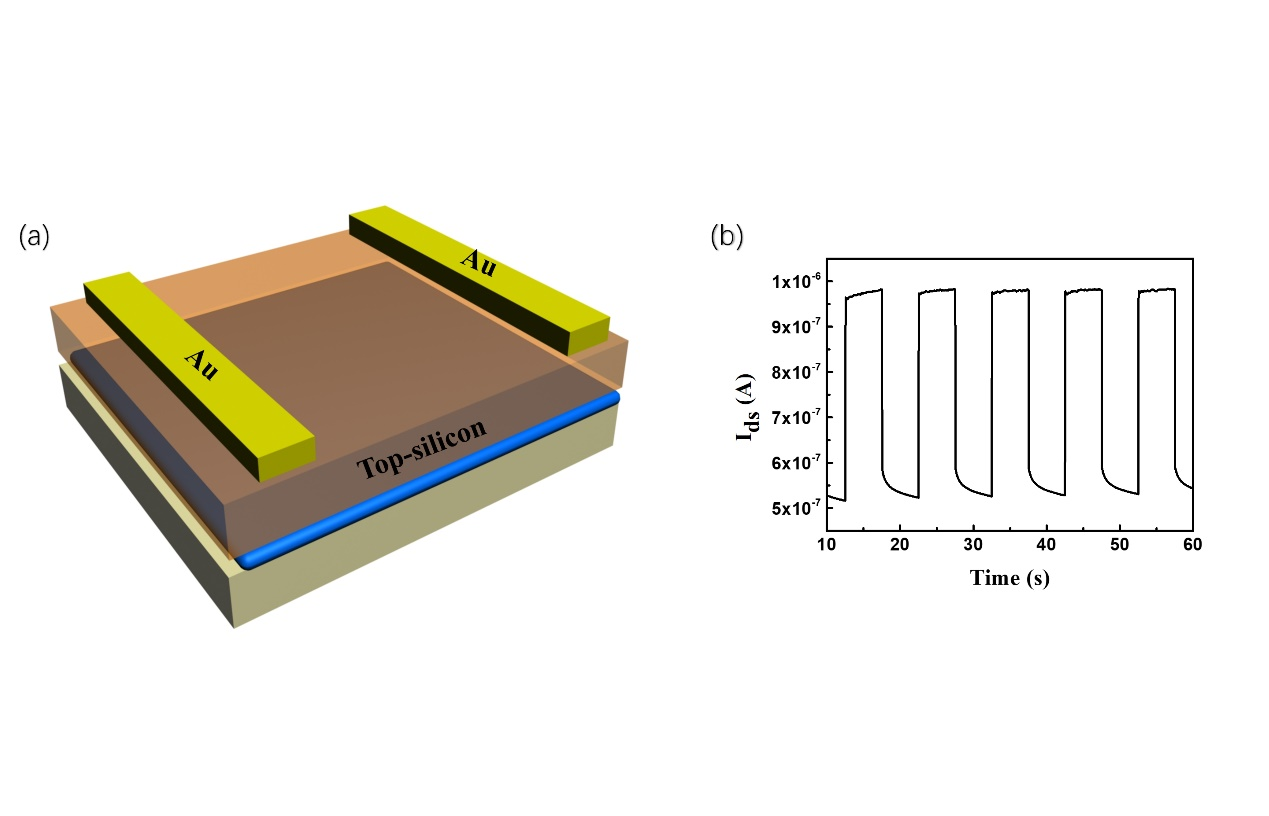 (a)
Au
Au
Top-silicon
(b)
1x10⁻⁶
9x10⁻⁷
8x10⁻⁷
7x10⁻⁷
6x10⁻⁷
5x10⁻⁷
I_ds (A)
10 20 30 40 50 60
Time (s)